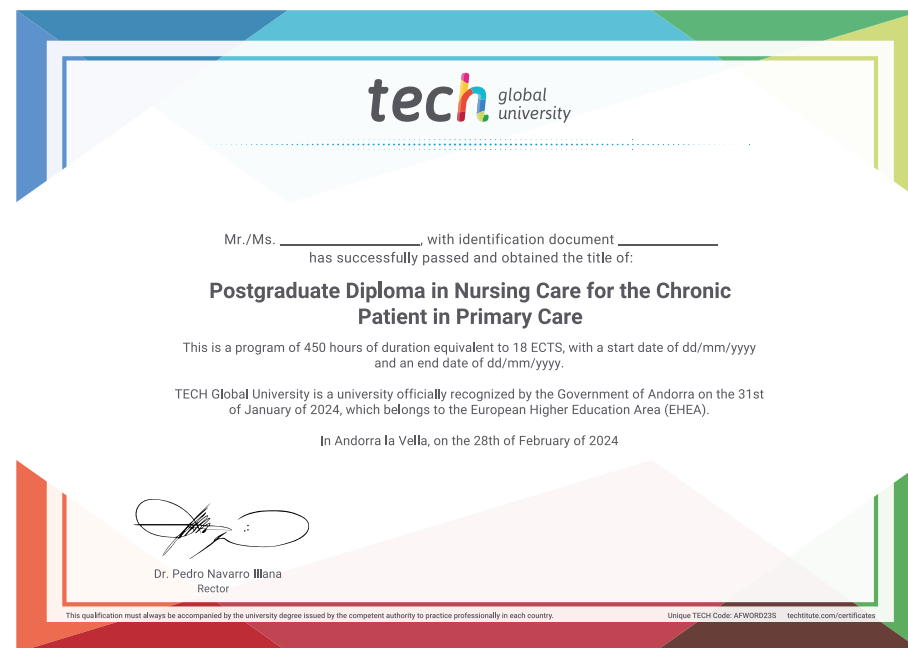 tech global university
Mr./Ms. ____________, with identification document ____________
has successfully passed and obtained the title of:
Postgraduate Diploma in Nursing Care for the Chronic
Patient in Primary Care
This is a program of 450 hours of duration equivalent to 18 ECTS, with a start date of dd/mm/yyyy
and an end date of dd/mm/yyyy.
TECH Global University is a university officially recognized by the Government of Andorra on the 31st
of January of 2024, which belongs to the European Higher Education Area (EHEA).
In Andorra la Vella, on the 28th of February of 2024
Dr. Pedro Navarro Illana
Rector
This qualification must always be accompanied by the university degree issued by the competent authority to practice professionally in each country.
Unique TECH Code: AFWORD23S techtitute.com/certificates